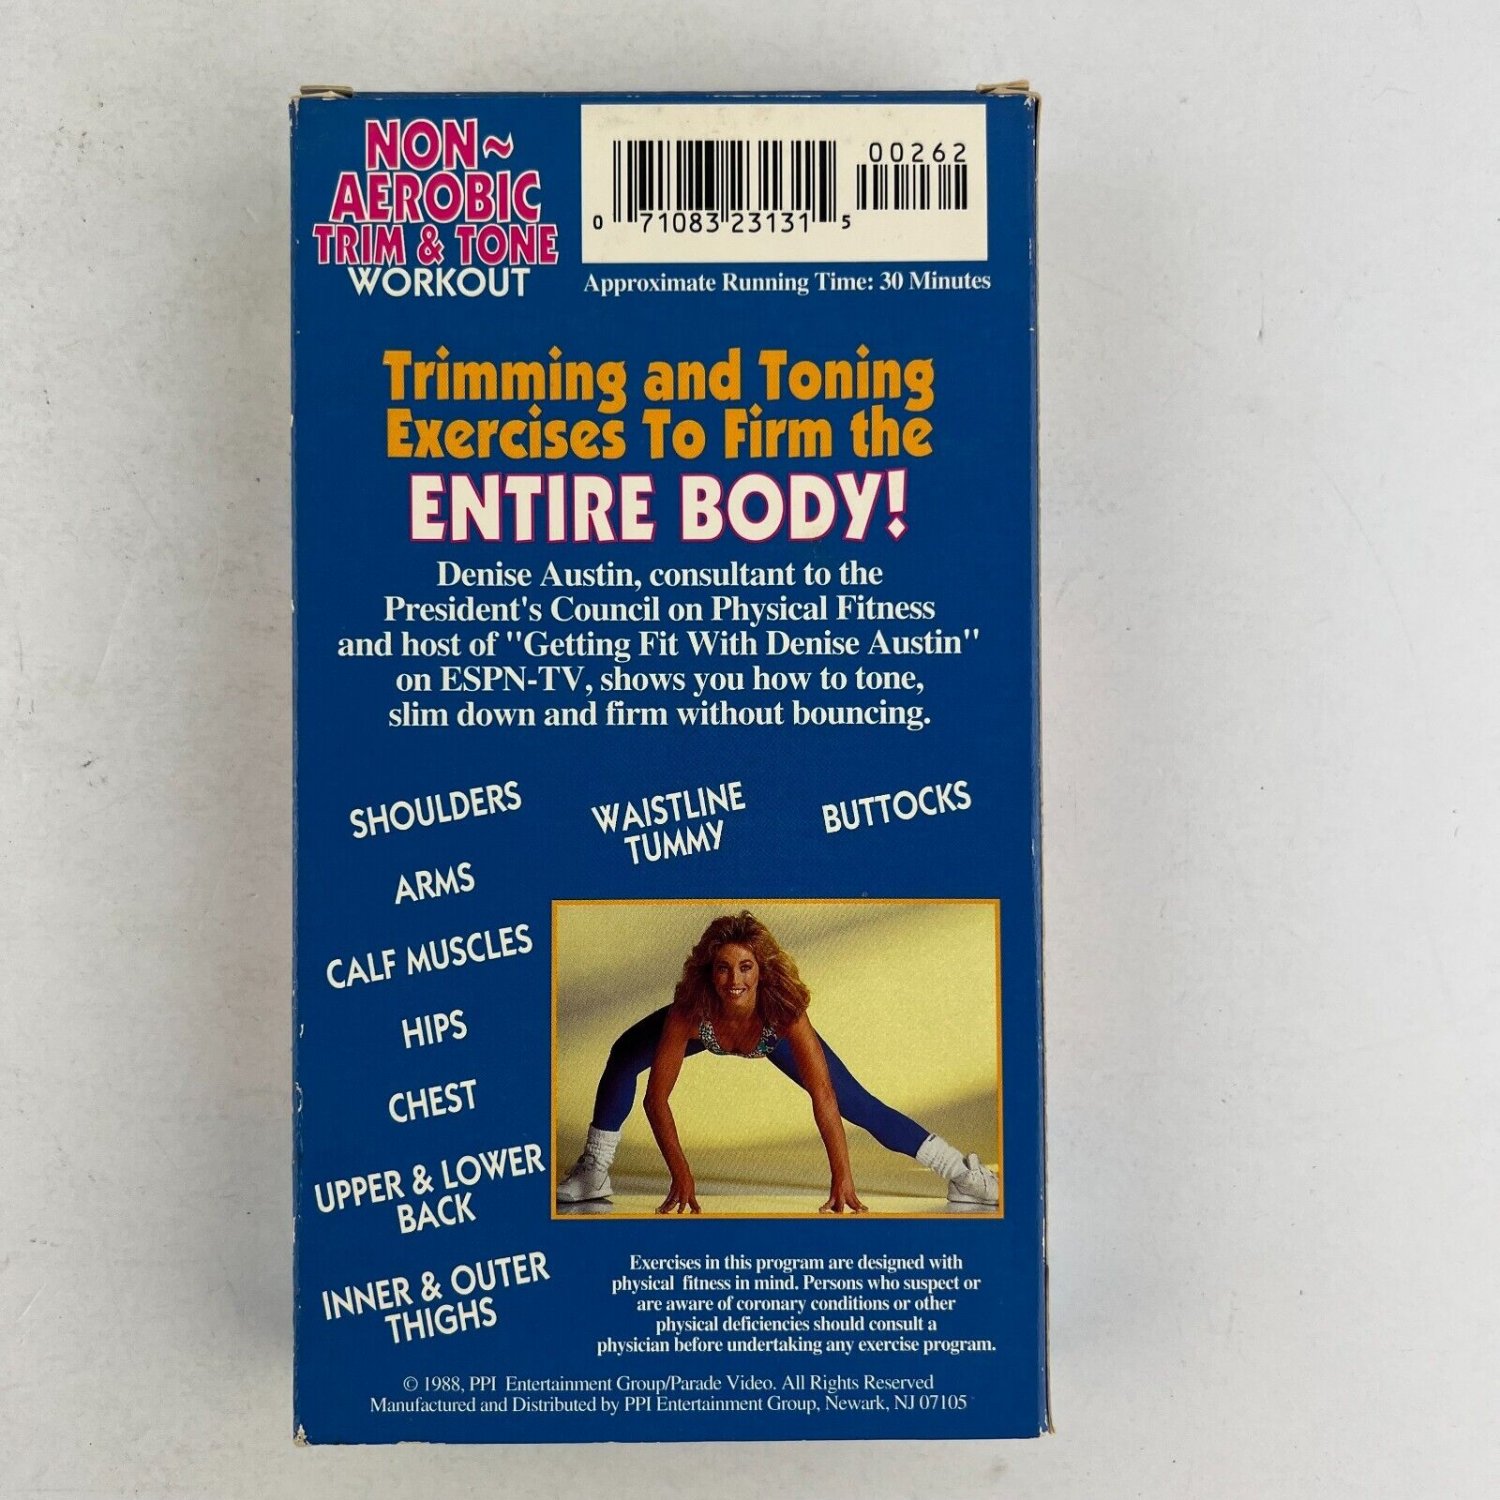 NON~
AEROBIC
TRIM & TONE
WORKOUT
00262
0 71083 23131 5
Approximate Running Time: 30 Minutes
Trimming and Toning
Exercises To Firm the
ENTIRE BODY!
Denise Austin, consultant to the
President's Council on Physical Fitness
and host of "Getting Fit With Denise Austin"
on ESPN-TV, shows you how to tone,
slim down and firm without bouncing.
SHOULDERS
WAISTLINE
TUMMY
BUTTOCKS
ARMS
CALF MUSCLES
HIPS
CHEST
UPPER & LOWER
BACK
INNER & OUTER
THIGHS
Exercises in this program are designed with
physical fitness in mind. Persons who suspect or
are aware of coronary conditions or other
physical deficiencies should consult a
physician before undertaking any exercise program.
© 1988, PPI Entertainment Group/Parade Video. All Rights Reserved
Manufactured and Distributed by PPI Entertainment Group, Newark, NJ 07105